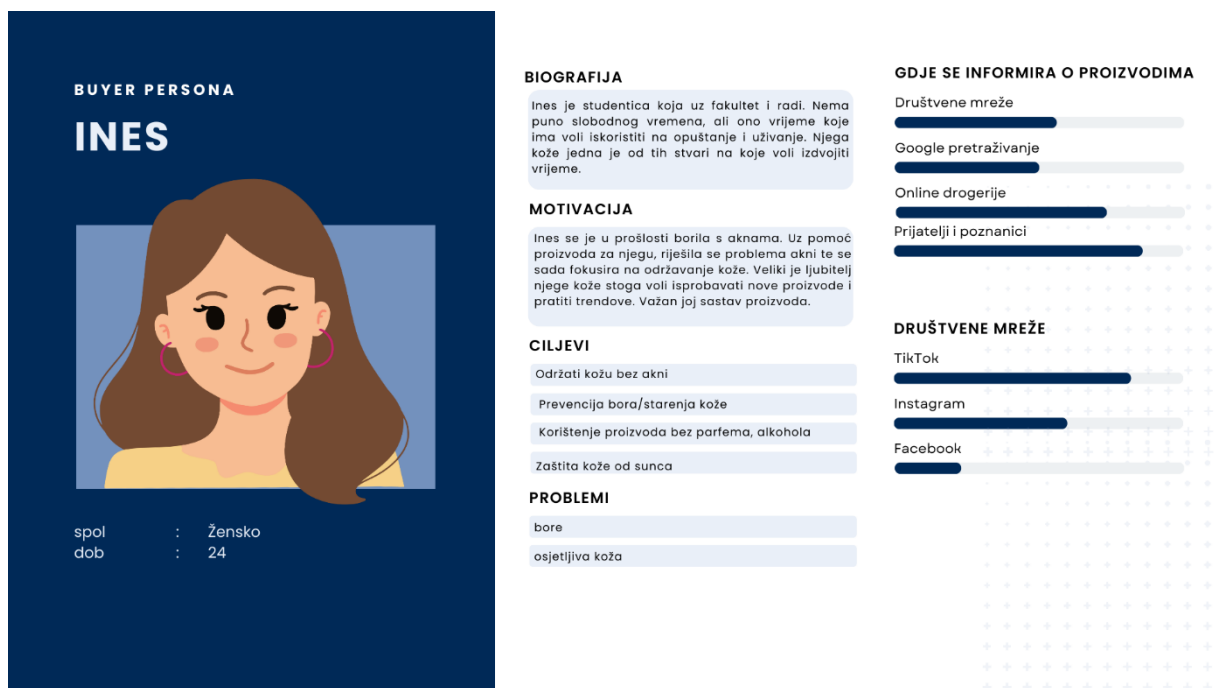 BUYER PERSONA
INES
spol : Žensko
dob : 24
BIOGRAFIJA
Ines je studentica koja uz fakultet i radi. Nema
puno slobodnog vremena, ali ono vrijeme koje
ima voli iskoristiti na opuštanje i uživanje. Njega
kože jedna je od tih stvari na koje voli izdvojiti
vrijeme.
MOTIVACIJA
Ines se je u prošlosti borila s aknama. Uz pomoć
proizvoda za njegu, riješila se problema akni te se
sada fokusira na održavanje kože. Veliki je ljubitelj
njege kože stoga voli isprobavati nove proizvode i
pratiti trendove. Važan joj sastav proizvoda.
CILJEVI
Održati kožu bez akni
Prevencija bora/starenja kože
Korištenje proizvoda bez parfema, alkohola
Zaštita kože od sunca
PROBLEMI
bore
osjetljiva koža
GDJE SE INFORMIRA O PROIZVODIMA
Društvene mreže
Google pretraživanje
Online drogerije
Prijatelji i poznanici
DRUŠTVENE MREŽE
TikTok
Instagram
Facebook